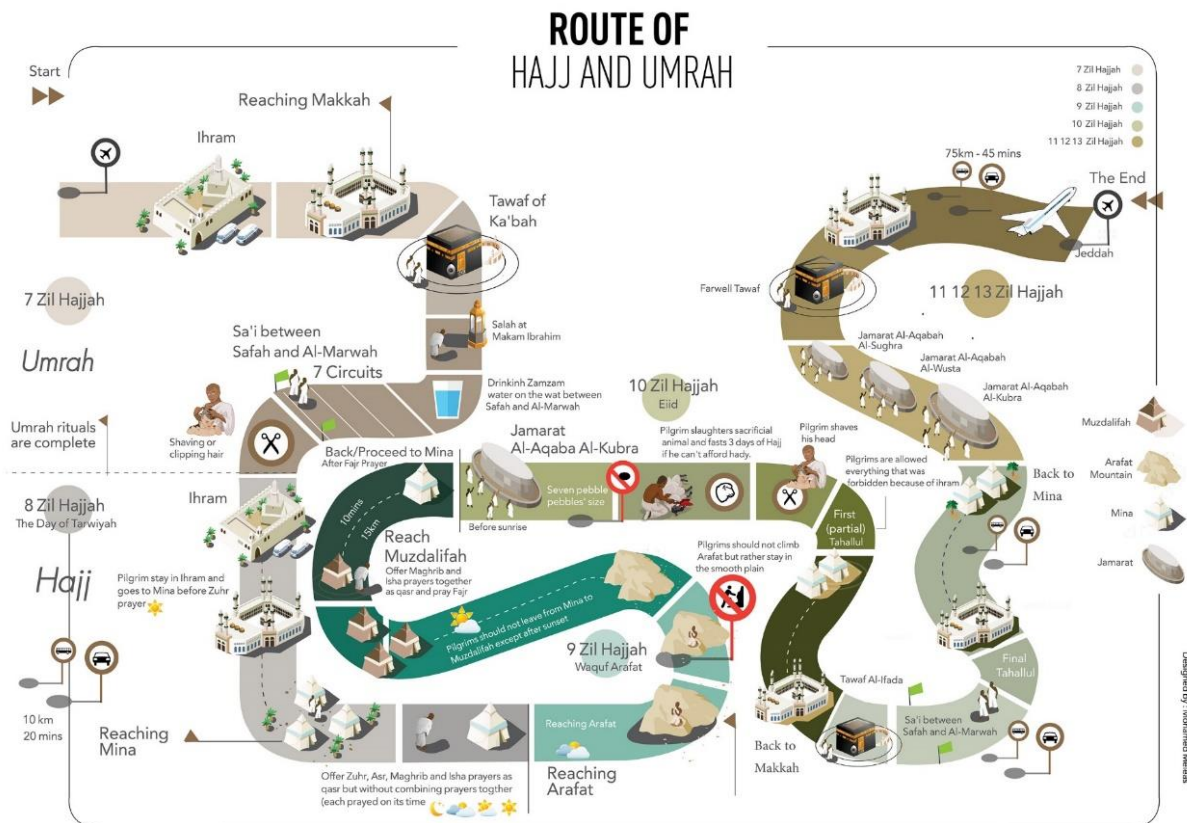 ROUTE OF
HAJJ AND UMRAH
Start
Reaching Makkah
Ihram
Tawaf of
Ka'bah
7 Zil Hajjah
Umrah
Salah at
Makam Ibrahim
Sa'i between
Safah and Al-Marwah
7 Circuits
Drinkinh Zamzam
water on the wat between
Safah and Al-Marwah
Shaving or
clipping hair
Umrah rituals
are complete
8 Zil Hajjah
The Day of Tarwiyah
Hajj
Ihram
Pilgrim stay in Ihram and
goes to Mina before Zuhr
prayer
10 km
20 mins
Reaching
Mina
Offer Zuhr, Asr, Maghrib and Isha prayers as
qasr but without combining prayers togther
(each prayed on its time
Reaching Arafat
Reaching
Arafat
9 Zil Hajjah
Waquf Arafat
Pilgrims should not climb
Arafat but rather stay in
the smooth plain
Pilgrims should not leave from Mina to
Muzdalifah except after sunset
Reach
Muzdalifah
Offer Maghrib and
Isha prayers together
as qasr and pray Fajr
10mins
15km
Back/Proceed to Mina
After Fajr Prayer
Jamarat
Al-Aqaba Al-Kubra
Before sunrise
Seven pebble
pebbles' size
10 Zil Hajjah
Eiid
Pilgrim slaughters sacrificial
animal and fasts 3 days of Hajj
if he can't afford hady.
Pilgrim shaves
his head
Pilgrims are allowed
everything that was
forbidden because of ihram
First
(partial)
Tahallul
Back to
Makkah
Tawaf Al-Ifada
Sa'i between
Safah and Al-Marwah
Final
Tahallul
Back to
Mina
Jamarat Al-Aqabah
Al-Sughra
Jamarat Al-Aqabah
Al-Wusta
Jamarat Al-Aqabah
Al-Kubra
11 12 13 Zil Hajjah
Farwell Tawaf
75km - 45 mins
The End
Jeddah
7 Zil Hajjah
8 Zil Hajjah
9 Zil Hajjah
10 Zil Hajjah
11 12 13 Zil Hajjah
Muzdalifah
Arafat
Mountain
Mina
Jamarat
Designed by : Mohamed